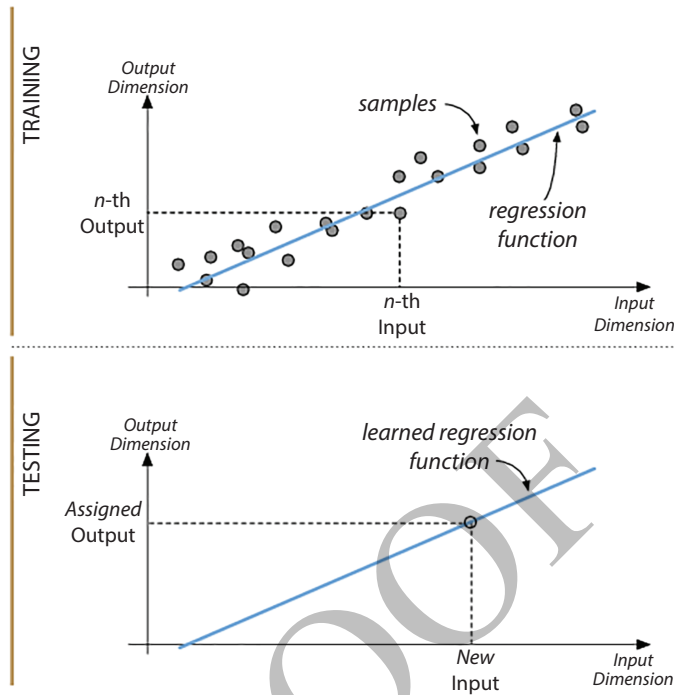 TRAINING
Output
Dimension
samples
n-th
Output
regression
function
n-th
Input
Input
Dimension
TESTING
Output
Dimension
learned regression
function
Assigned
Output
New
Input
Input
Dimension
OOF